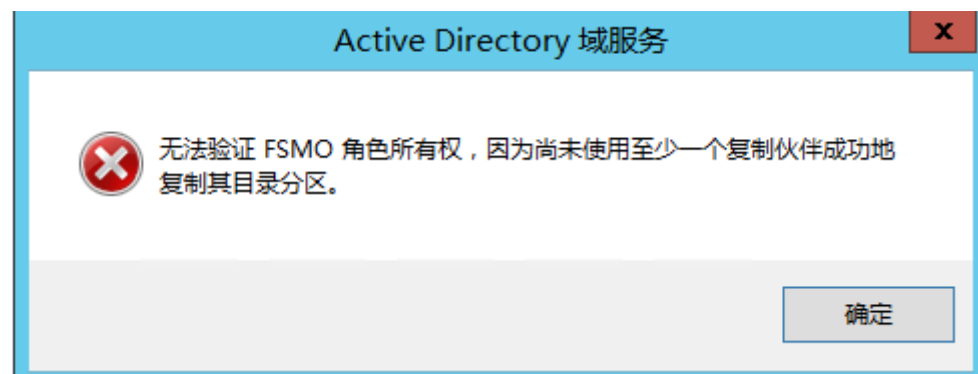 Active Directory 域服务
x
无法验证 FSMO 角色所有权，因为尚未使用至少一个复制伙伴成功地
复制其目录分区。
确定